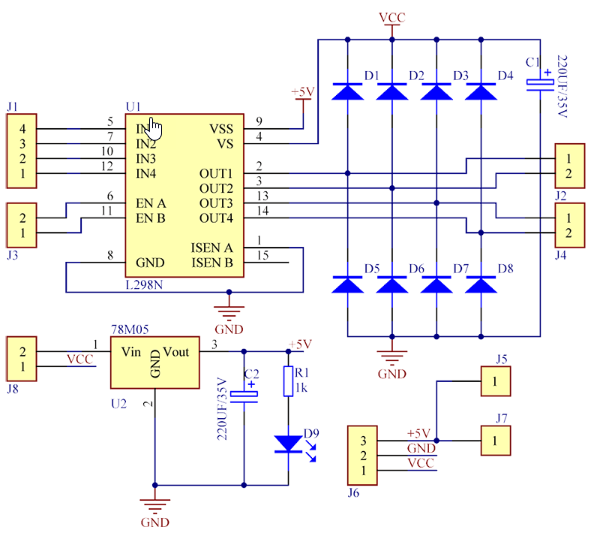 VCC
C1
+
220UF/35V
D1
D2
D3
D4
+5V
J1
U1
4
3
2
1
5
7
10
12
IN2
IN3
IN4
VSS
VS
9
4
OUT1
OUT2
OUT3
OUT4
2
3
13
14
1
2
J2
1
2
J4
2
1
J3
6
11
EN A
EN B
8
GND
ISEN A
ISEN B
1
15
L298N
D5
D6
D7
D8
GND
GND
78M05
2
1
J8
1
VCC
Vin
GND
Vout
3
2
U2
+5V
C2
+
220UF/35V
R1
1k
D9
GND
J5
1
J7
1
3
2
1
J6
+5V
GND
VCC